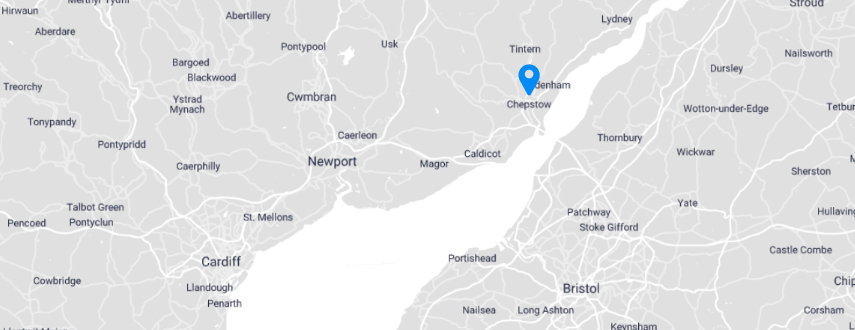 Hirwaun
Abertillery
Lydney
Stroud
Aberdare
Pontypool
Usk
Tintern
Nailsworth
Bargoed
Blackwood
Dursley
Treorchy
Cwmbran
Ystrad
Mynach
Chepstow
Wotton-under-Edge
Tonypandy
Caerleon
Thornbury
Pontypridd
Newport
Magor
Caldicot
Wickwar
Caerphilly
Sherston
Talbot Green
Yate
Pencoed
Pontyclun
St. Mellons
Patchway
Stoke Gifford
Castle Combe
Cardiff
Portishead
Cowbridge
Llandough
Bristol
Penarth
Nailsea
Long Ashton
Corsham
Keynsham